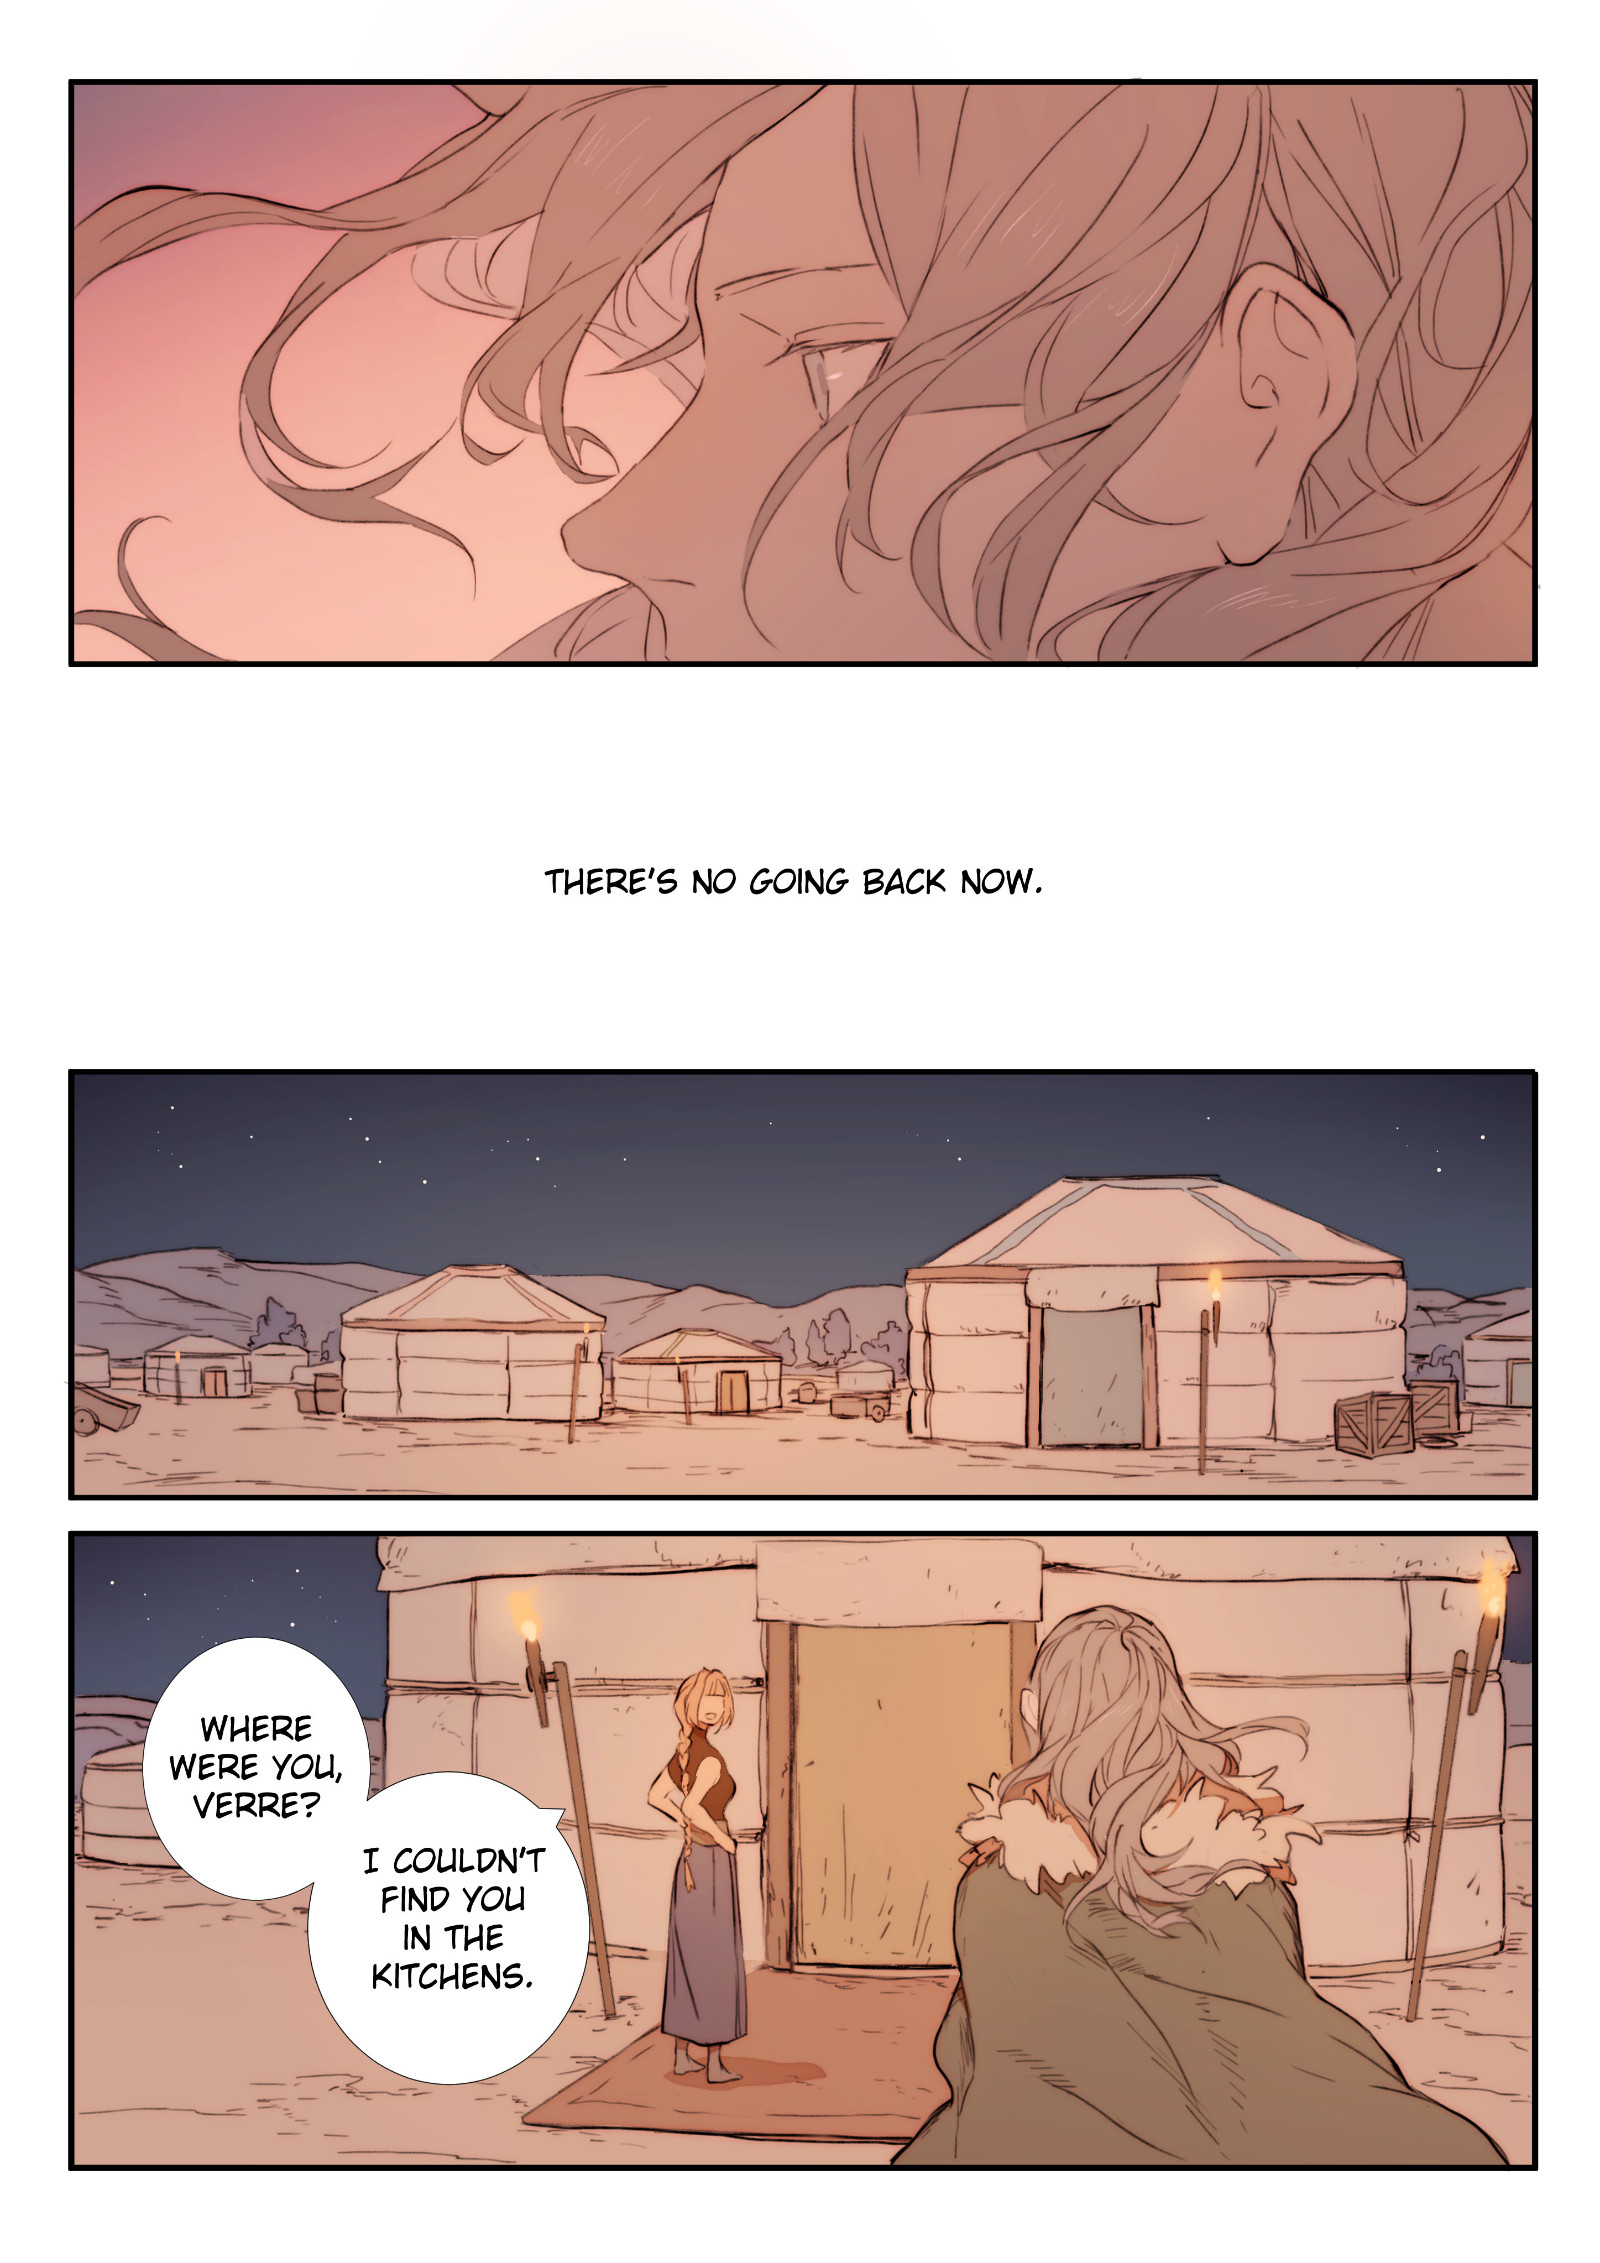 THERE'S NO GOING BACK NOW.
WHERE
WERE YOU,
VERRE?
I COULDN'T
FIND YOU
IN THE
KITCHENS.